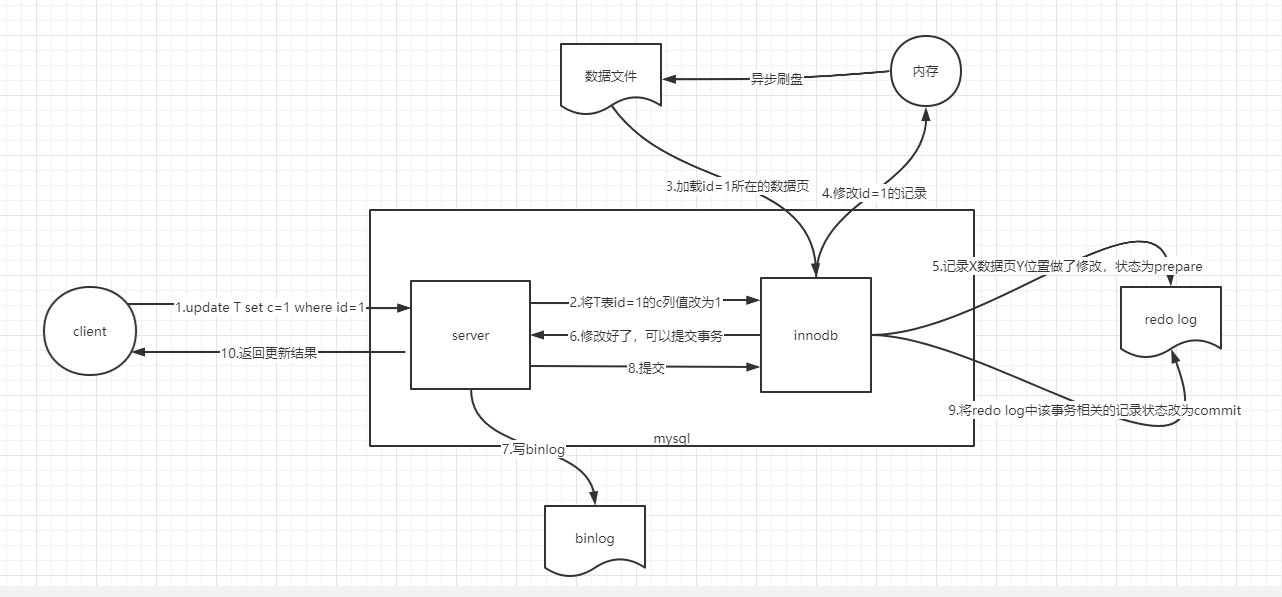 数据文件
异步刷盘
内存
3.加载id=1所在的数据页
4.修改id=1的记录
5.记录X数据页Y位置做了修改，状态为prepare
1.update T set c=1 where id=1
2.将T表id=1的c列值改为1
redo log
client
server
6.修改好了，可以提交事务
innodb
10.返回更新结果
8.提交
9.将redo log中该事务相关的记录状态改为commit
mysql
7.写binlog
binlog